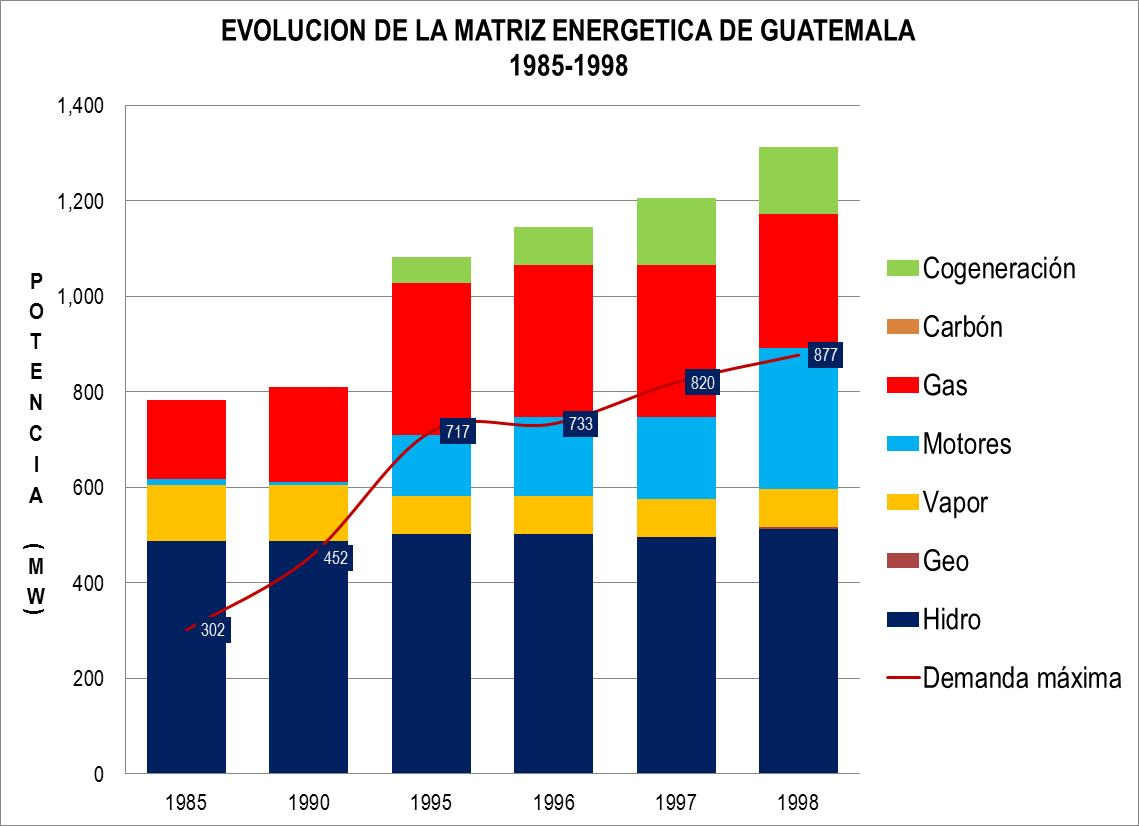 EVOLUCION DE LA MATRIZ ENERGETICA DE GUATEMALA
1985-1998
POTENCIA (MW)
1,400
1,200
1,000
800
600
400
200
0
302
452
717
733
820
877
1985
1990
1995
1996
1997
1998
Cogeneración
Carbón
Gas
Motores
Vapor
Geo
Hidro
Demanda máxima